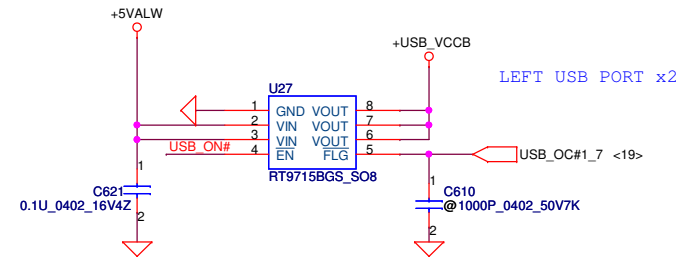 +5VALW
+USB_VCCB
LEFT USB PORT x2
U27
1 GND VOUT 8
2 VIN VOUT 7
3 VIN VOUT 6
USB_ON# 4 EN FLG 5
USB_OC#1_7 <19>
RT9715BGS_SO8
1
C621
0.1U_0402_16V4Z
2
1
C610
@1000P_0402_50V7K
2